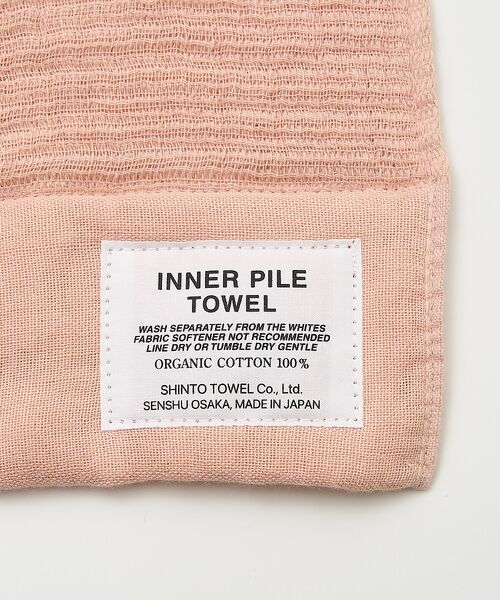 INNER PILE
TOWEL
WASH SEPARATELY FROM THE WHITES
FABRIC SOFTENER NOT RECOMMENDED
LINE DRY OR TUMBLE DRY GENTLE
ORGANIC COTTON 100%
SHINTO TOWEL Co., Ltd.
SENSHU OSAKA, MADE IN JAPAN